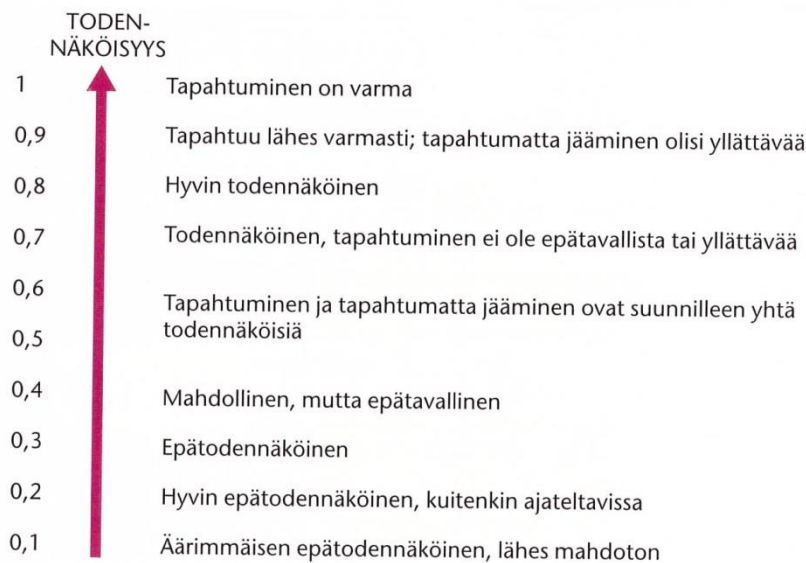 TODEN-
NÄKÖISYYS
1 Tapahtuminen on varma
0,9 Tapahtuu lähes varmasti; tapahtumatta jääminen olisi yllättävää
0,8 Hyvin todennäköinen
0,7 Todennäköinen, tapahtuminen ei ole epätavallista tai yllättävää
0,6
Tapahtuminen ja tapahtumatta jääminen ovat suunnilleen yhtä
0,5 todennäköisiä
0,4 Mahdollinen, mutta epätavallinen
0,3 Epätodennäköinen
0,2 Hyvin epätodennäköinen, kuitenkin ajateltavissa
0,1 Äärimmäisen epätodennäköinen, lähes mahdoton